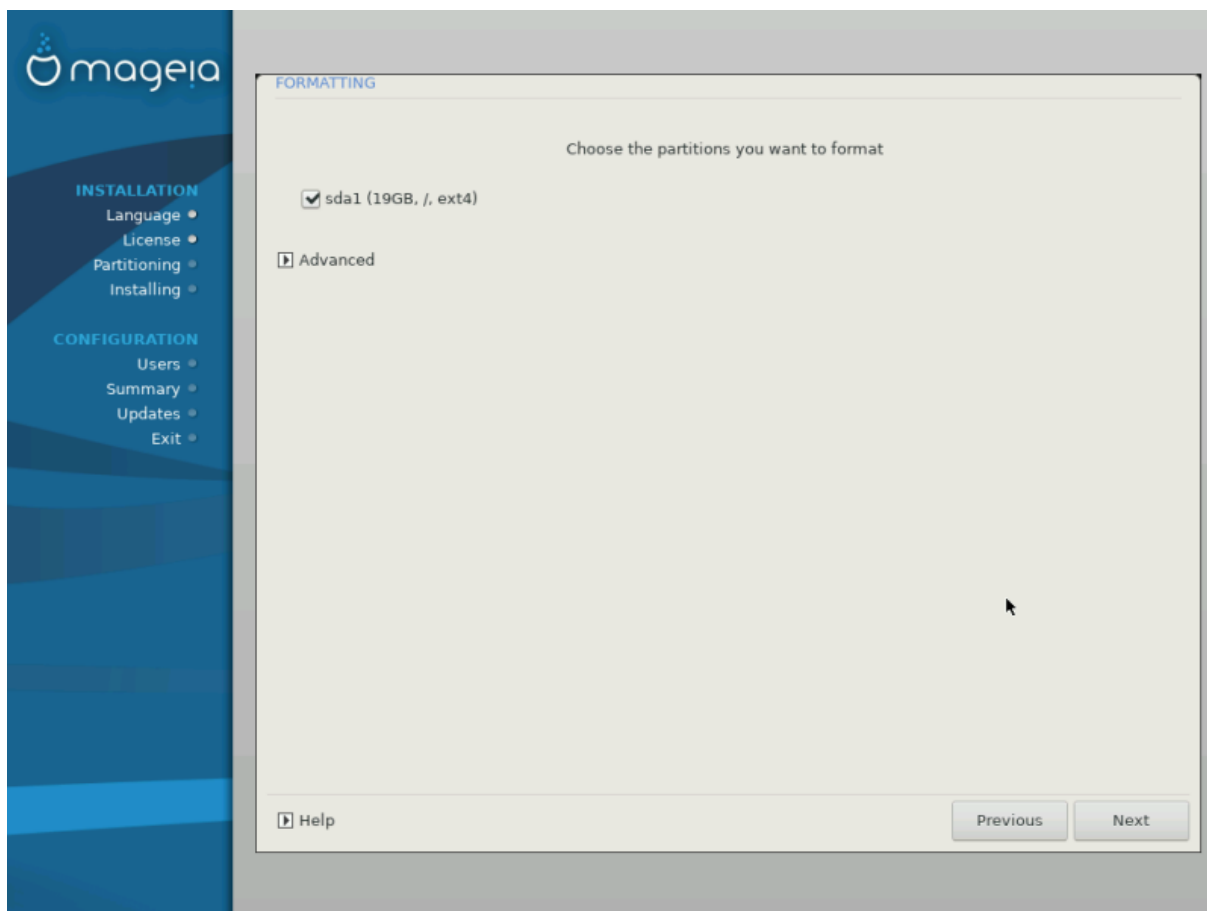 mageia
INSTALLATION
Language
License
Partitioning
Installing
CONFIGURATION
Users
Summary
Updates
Exit
FORMATTING
Choose the partitions you want to format
sda1 (19GB, /, ext4)
Advanced
Help
Previous
Next